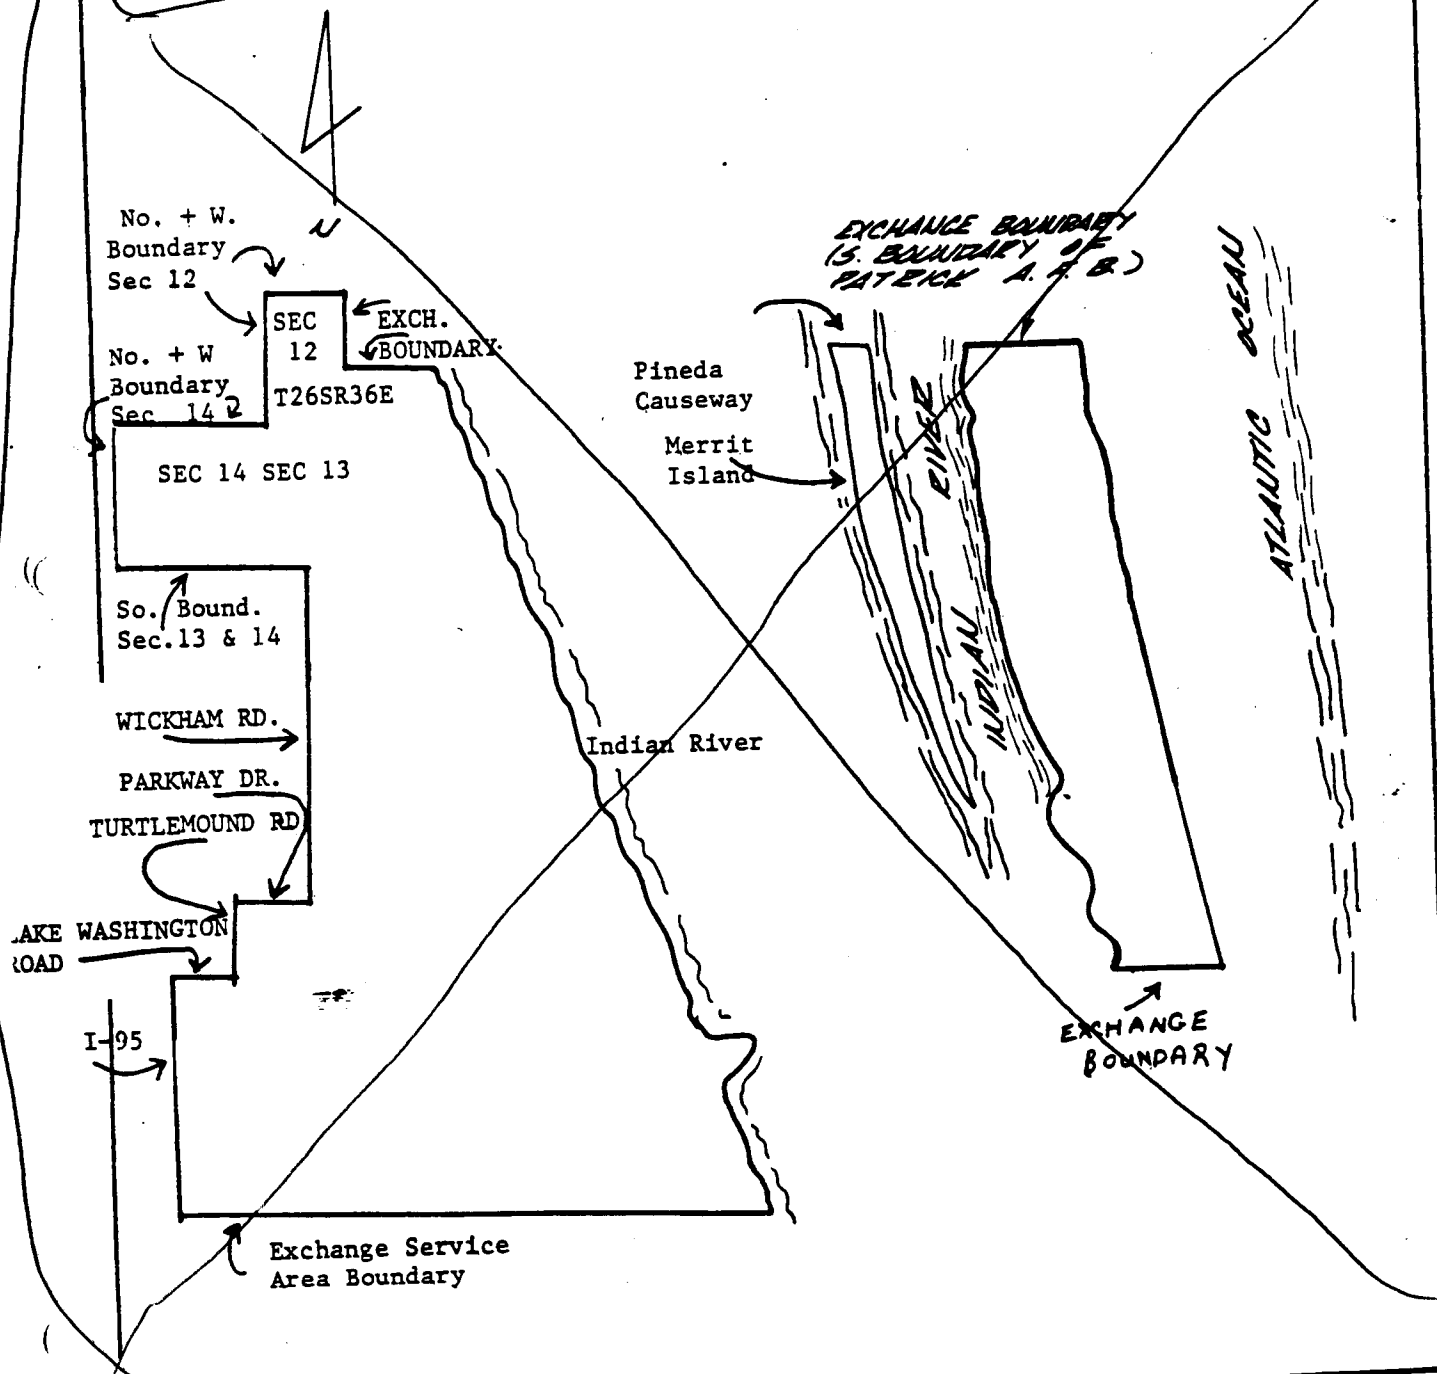 N
No. + W.
Boundary
Sec 12
SEC
12
EXCH.
BOUNDARY
No. + W
Boundary
Sec 14
T26SR36E
SEC 14 SEC 13
So. Bound.
Sec.13 & 14
WICKHAM RD.
PARKWAY DR.
TURTLEMOUND RD
WASHINGTON
I-95
Exchange Service
Area Boundary
Indian River
Pineda
Causeway
Merrit
Island
EXCHANGE BOUNDARY
(S. BOUNDARY OF
PATRICK A.F.B.)
INDIAN RIVER
ATLANTIC OCEAN
EXCHANGE
BOUNDARY